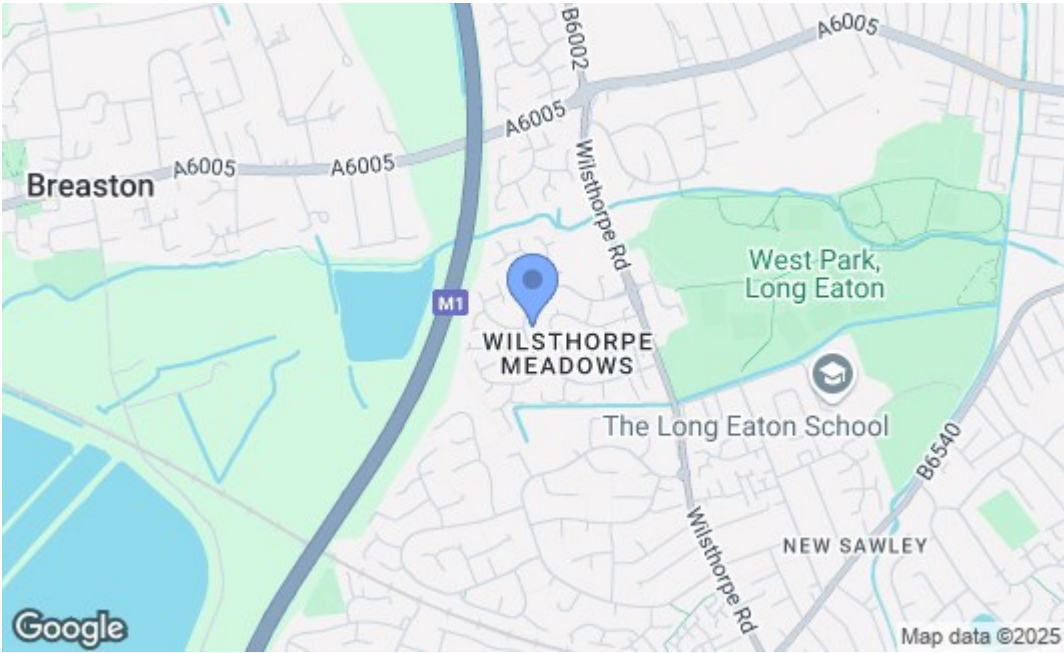 B6002
A6005
A6005
A6005
A6005
Breaston
Wilsthorpe Rd
West Park,
Long Eaton
M1
WILSTHORPE
MEADOWS
The Long Eaton School
B6540
Wilsthorpe Rd
NEW SAWLEY
Google
Map data ©2025